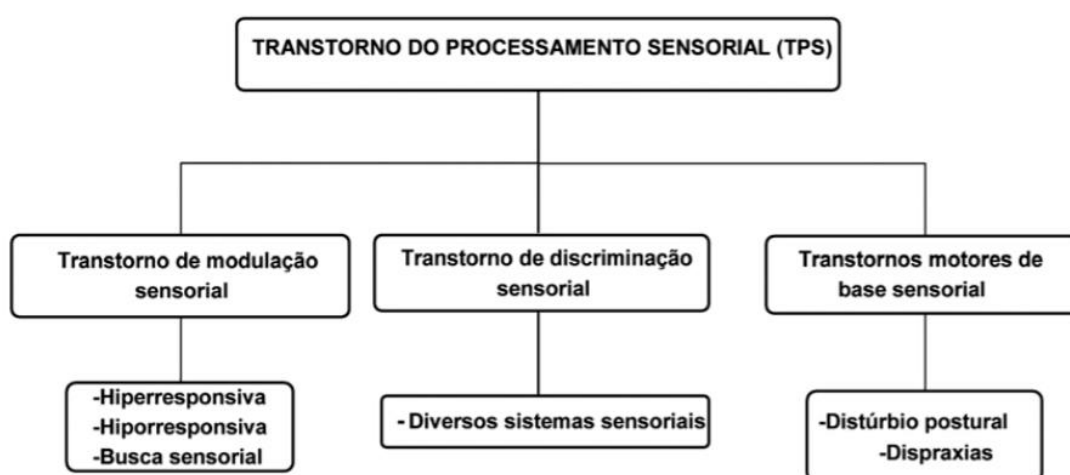 TRANSTORNO DO PROCESSAMENTO SENSORIAL (TPS)
Transtorno de modulação
sensorial
Transtorno de discriminação
sensorial
Transtornos motores de
base sensorial
-Hiperresponsiva
-Hiporresponsiva
-Busca sensorial
- Diversos sistemas sensoriais
-Distúrbio postural
-Dispraxias